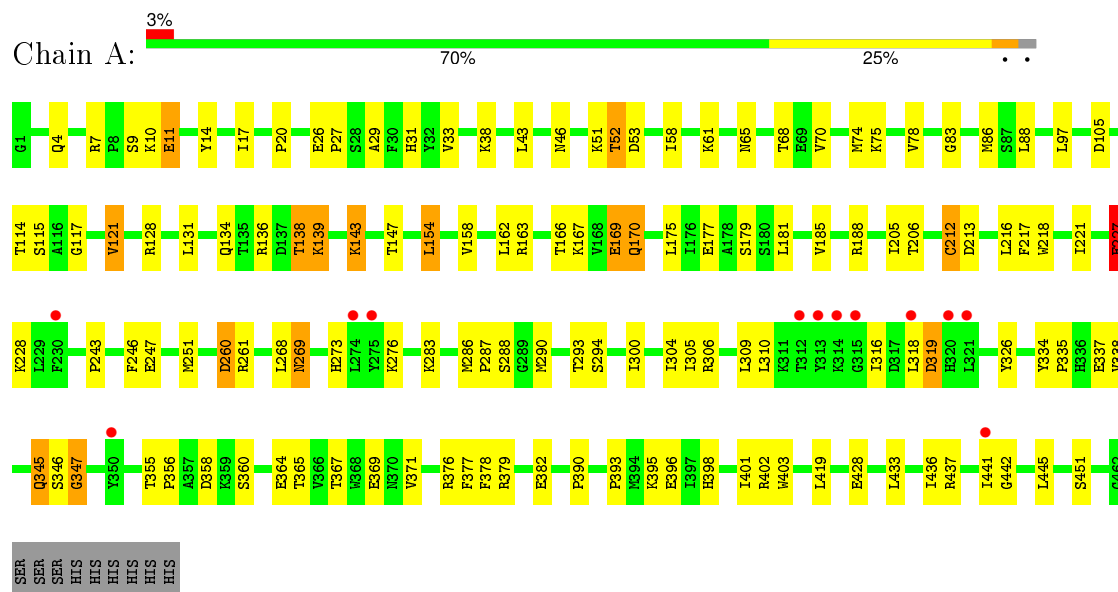 3%
Chain A:
70% 25% • •
G1 Q4 R7 P8 S9 K10 E11 Y14 I17 P20 E26 P27 S28 A29 F30 H31 Y32 V33 K38 L43 N46 K51 T52 D53 I58 K61 N65 T68 E69 V70 M74 K75 V78 G83 M86 S87 L88 L97 D105
T114 S115 A116 G117 V121 R128 L131 Q134 T135 R136 D137 T138 K139 K143 T147 L154 V158 L162 R163 T166 K167 V168 E169 Q170 L175 I176 E177 A178 S179 S180 L181 V185 R188 I205 T206 C212 D213 L216 F217 W218 I221
K228 L229 F230 P243 F246 E247 M251 D260 R261 L268 N269 H273 L274 Y275 K276 K283 M286 P287 S288 G289 M290 T293 S294 I300 I304 I305 R306 L309 L310 K311 T312 Y313 K314 G315 I316 D317 L318 D319 H320 L321 Y326 Y334 P335 H336 E337 V338
Q345 S346 G347 Y350 T355 P356 A357 D358 K359 S360 E364 T365 V366 T367 W368 E369 N370 V371 R376 F377 F378 R379 E382 P390 P393 M394 K395 E396 I397 H398 I401 R402 W403 L419 E428 L433 I436 R437 I441 G442 L445 S451
SER SER SER HIS HIS HIS HIS HIS HIS